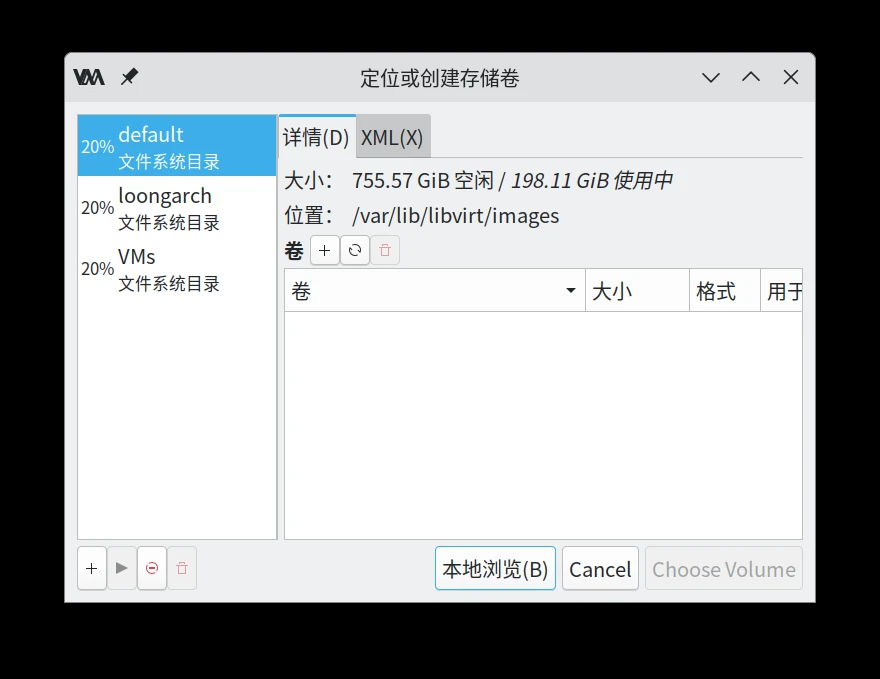 定位或创建存储卷
20% default
文件系统目录
20% loongarch
文件系统目录
20% VMs
文件系统目录
详情(D) XML(X)
大小： 755.57 GiB 空闲 / 198.11 GiB 使用中
位置： /var/lib/libvirt/images
卷
卷 大小 格式 用于
本地浏览(B) Cancel Choose Volume